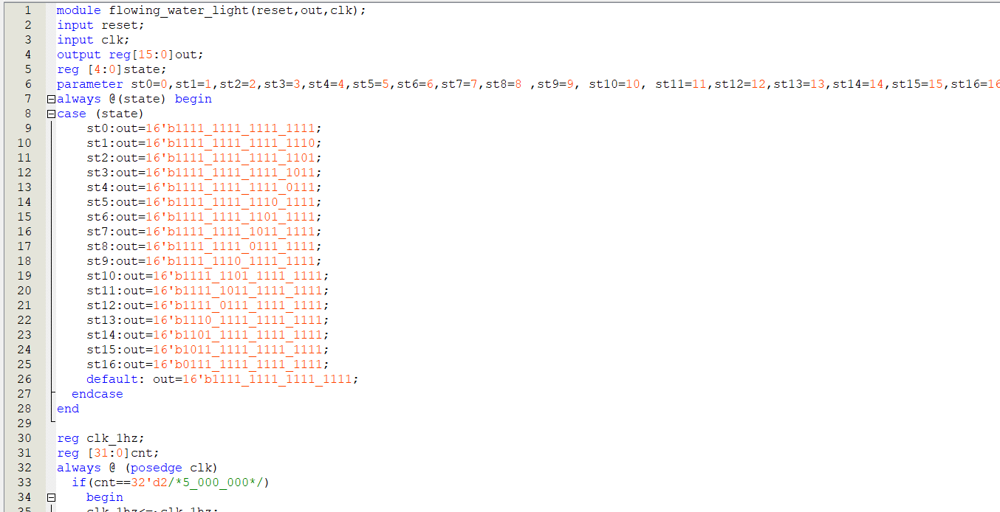 1 module flowing_water_light(reset,out,clk);
2 input reset;
3 input clk;
4 output reg[15:0]out;
5 reg [4:0]state;
6 parameter st0=0,st1=1,st2=2,st3=3,st4=4,st5=5,st6=6,st7=7,st8=8 ,st9=9, st10=10, st11=11,st12=12,st13=13,st14=14,st15=15,st16=16
7 always @(state) begin
8 case (state)
9 st0:out=16'b1111_1111_1111_1111;
10 st1:out=16'b1111_1111_1111_1110;
11 st2:out=16'b1111_1111_1111_1101;
12 st3:out=16'b1111_1111_1111_1011;
13 st4:out=16'b1111_1111_1111_0111;
14 st5:out=16'b1111_1111_1110_1111;
15 st6:out=16'b1111_1111_1101_1111;
16 st7:out=16'b1111_1111_1011_1111;
17 st8:out=16'b1111_1111_0111_1111;
18 st9:out=16'b1111_1110_1111_1111;
19 st10:out=16'b1111_1101_1111_1111;
20 st11:out=16'b1111_1011_1111_1111;
21 st12:out=16'b1111_0111_1111_1111;
22 st13:out=16'b1110_1111_1111_1111;
23 st14:out=16'b1101_1111_1111_1111;
24 st15:out=16'b1011_1111_1111_1111;
25 st16:out=16'b0111_1111_1111_1111;
26 default: out=16'b1111_1111_1111_1111;
27 endcase
28 end
29
30 reg clk_1hz;
31 reg [31:0]cnt;
32 always @ (posedge clk)
33 if(cnt==32'd2/*5_000_000*/)
34 begin
35 clk_1hz<=~clk_1hz;